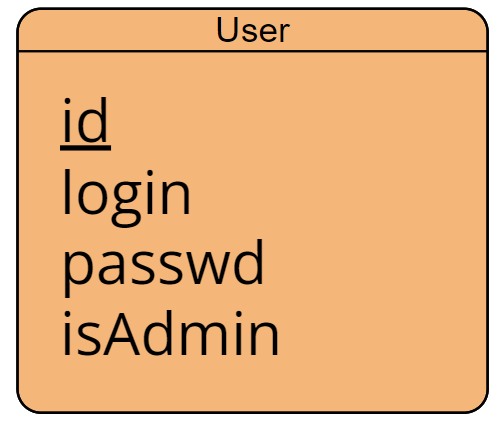 User
id
login
passwd
isAdmin